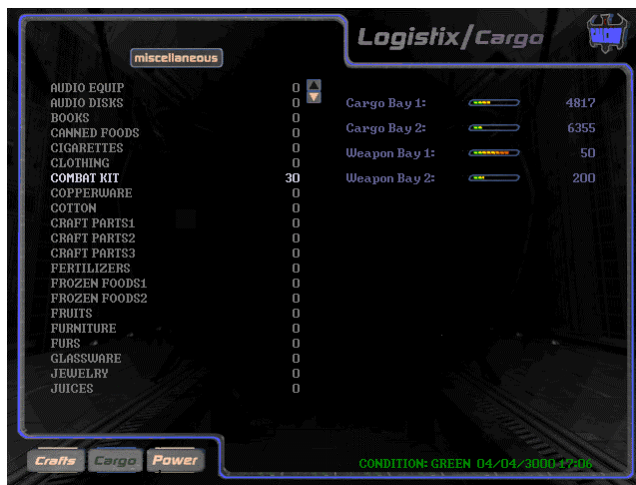 Logistix/Cargo
miscellaneous
AUDIO EQUIP 0
AUDIO DISKS 0
BOOKS 0
CANNED FOODS 0
CIGARETTES 0
CLOTHING 0
COMBAT KIT 30
COPPERWARE 0
COTTON 0
CRAFT PARTS1 0
CRAFT PARTS2 0
CRAFT PARTS3 0
FERTILIZERS 0
FROZEN FOODS1 0
FROZEN FOODS2 0
FRUITS 0
FURNITURE 0
FURS 0
GLASSWARE 0
JEWELRY 0
JUICES 0
Cargo Bay 1: 4817
Cargo Bay 2: 6355
Weapon Bay 1: 50
Weapon Bay 2: 200
Crafts Cargo Power
CONDITION: GREEN 04/04/3000 17:06